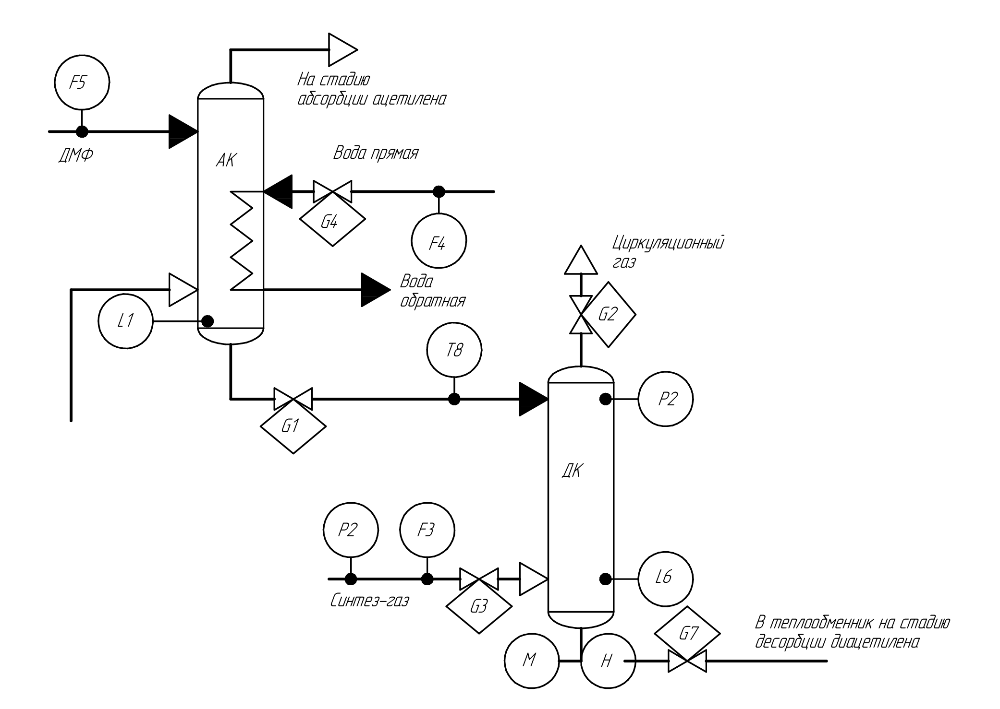 F5
На стадию
абсорбции ацетилена
ДМФ
АК
Вода прямая
G4
F4
Циркуляционный
газ
Вода
обратная
G2
L1
T8
P2
G1
ДК
P2
F3
L6
Синтез-газ
G3
В теплообменник на стадию
десорбции диацетилена
G7
М
Н